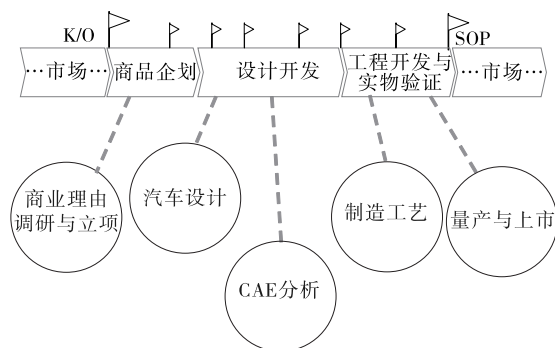 K/O
SOP
…市场…
商品企划
设计开发
工程开发与
实物验证
…市场…
商业理由
调研与立项
汽车设计
CAE分析
制造工艺
量产与上市